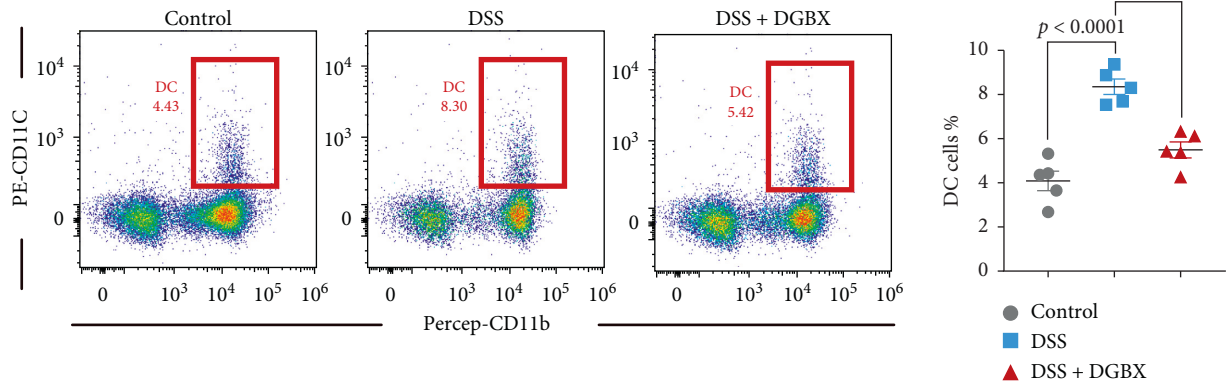 Control
DSS
DSS + DGBX
PE-CD11C
10⁴
10³
0
DC
4.43
0
10³
10⁴
10⁵
10⁶
10⁴
10³
0
DC
8.30
0
10³
10⁴
10⁵
10⁶
10⁴
10³
0
DC
5.42
0
10³
10⁴
10⁵
10⁶
Percep-CD11b
p < 0.0001
DC cells %
10
8
6
4
2
0
Control
DSS
DSS + DGBX